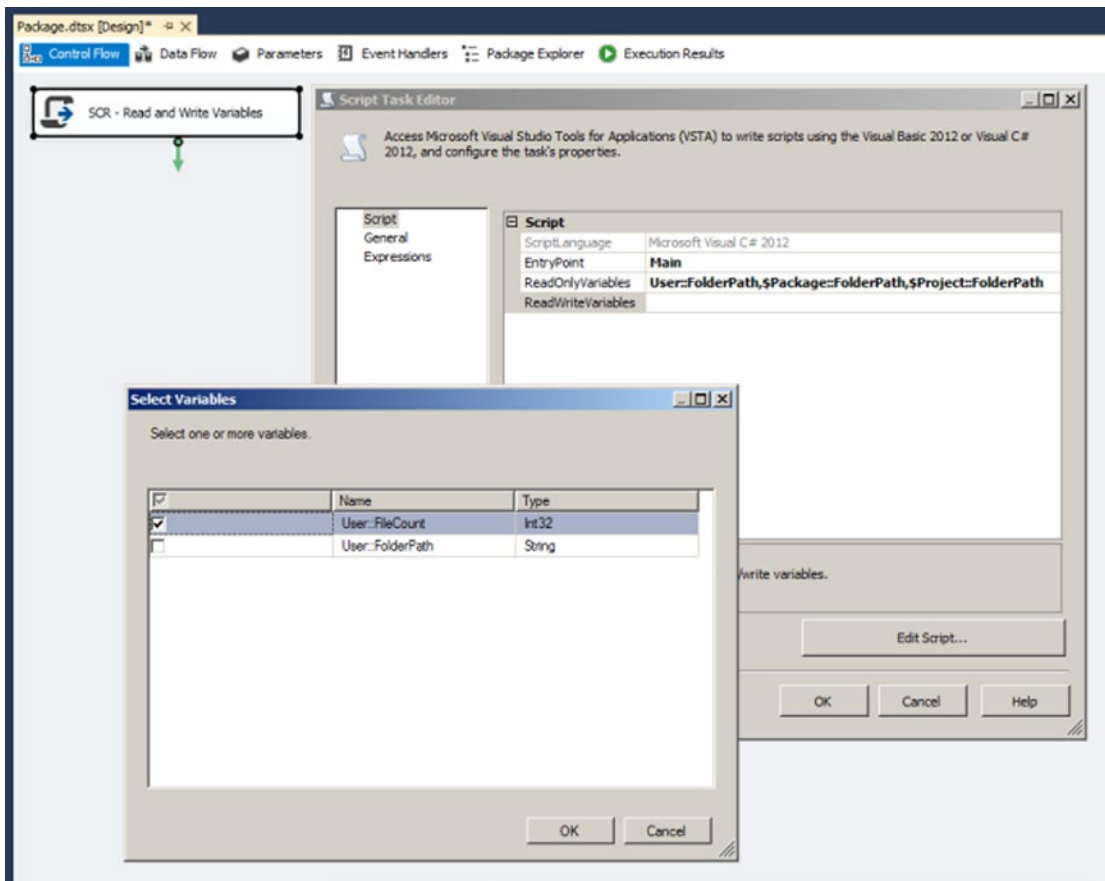 Package.dtsx [Design]*
Control Flow Data Flow Parameters Event Handlers Package Explorer Execution Results
SCR - Read and Write Variables
Script Task Editor
Access Microsoft Visual Studio Tools for Applications (VSTA) to write scripts using the Visual Basic 2012 or Visual C#
2012, and configure the task's properties.
Script
General
Expressions
Script
ScriptLanguage Microsoft Visual C# 2012
EntryPoint Main
ReadOnlyVariables User::FolderPath,$Package::FolderPath,$Project::FolderPath
ReadWriteVariables
Select Variables
Select one or more variables.
Name Type
User::FileCount Int32
User::FolderPath String
OK Cancel
/write variables.
Edit Script...
OK Cancel Help